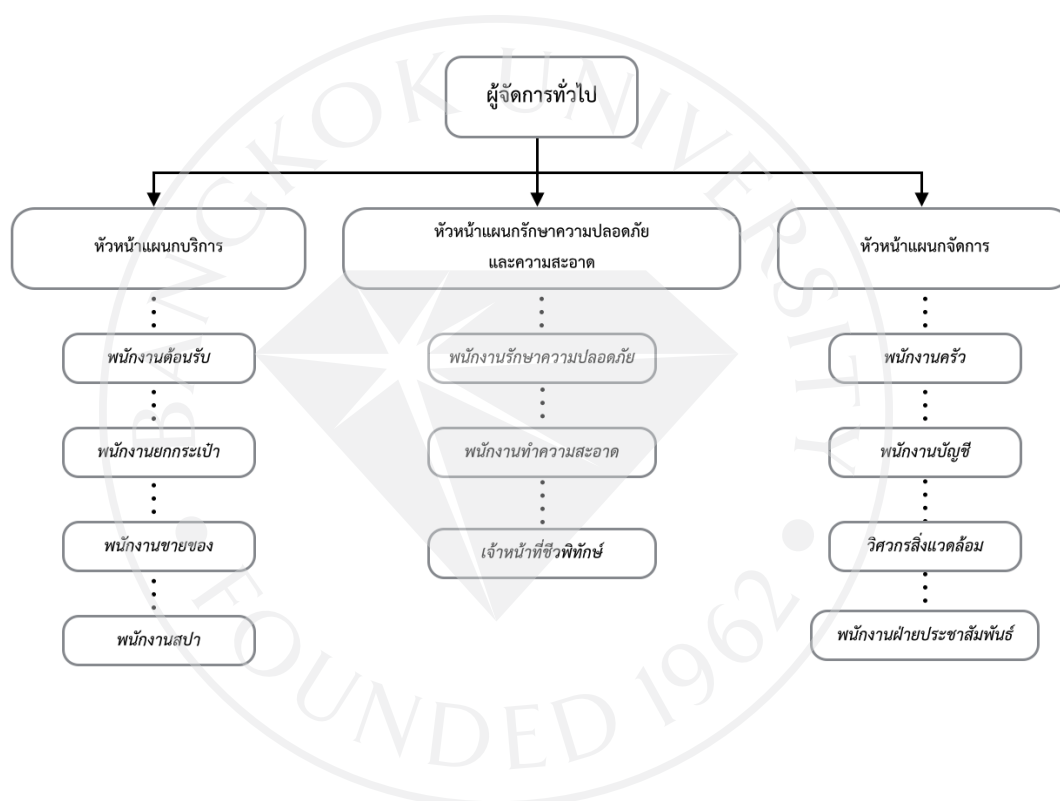 ผู้จัดการทั่วไป
หัวหน้าแผนกบริการ
หัวหน้าแผนกรักษาความปลอดภัย
และความสะอาด
หัวหน้าแผนกจัดการ
พนักงานต้อนรับ
พนักงานรักษาความปลอดภัย
พนักงานครัว
พนักงานยกกระเป๋า
พนักงานทำความสะอาด
พนักงานบัญชี
พนักงานขายของ
เจ้าหน้าที่ชีวพิทักษ์
วิศวกรสิ่งแวดล้อม
พนักงานสปา
พนักงานฝ่ายประชาสัมพันธ์
BANGKOK UNIVERSITY
FOUNDED 1962